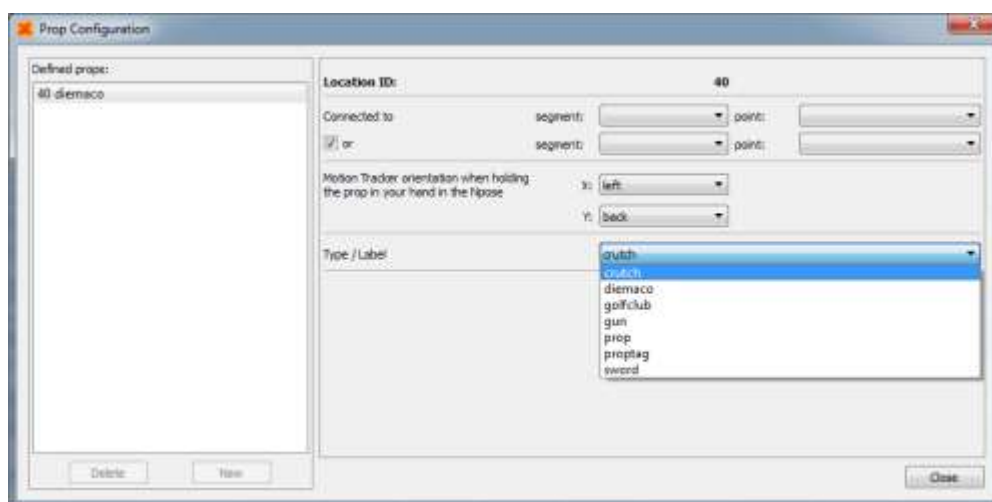 Prop Configuration
Defined props:
40 diemaco
Location ID: 40
Connected to segment: point:
or segment: point:
Motion Tracker orientation when holding
the prop in your hand in the Npose
X: left
Y: back
Type / Label crutch
crutch
diemaco
golfclub
gun
prop
proptag
sword
Delete New Close